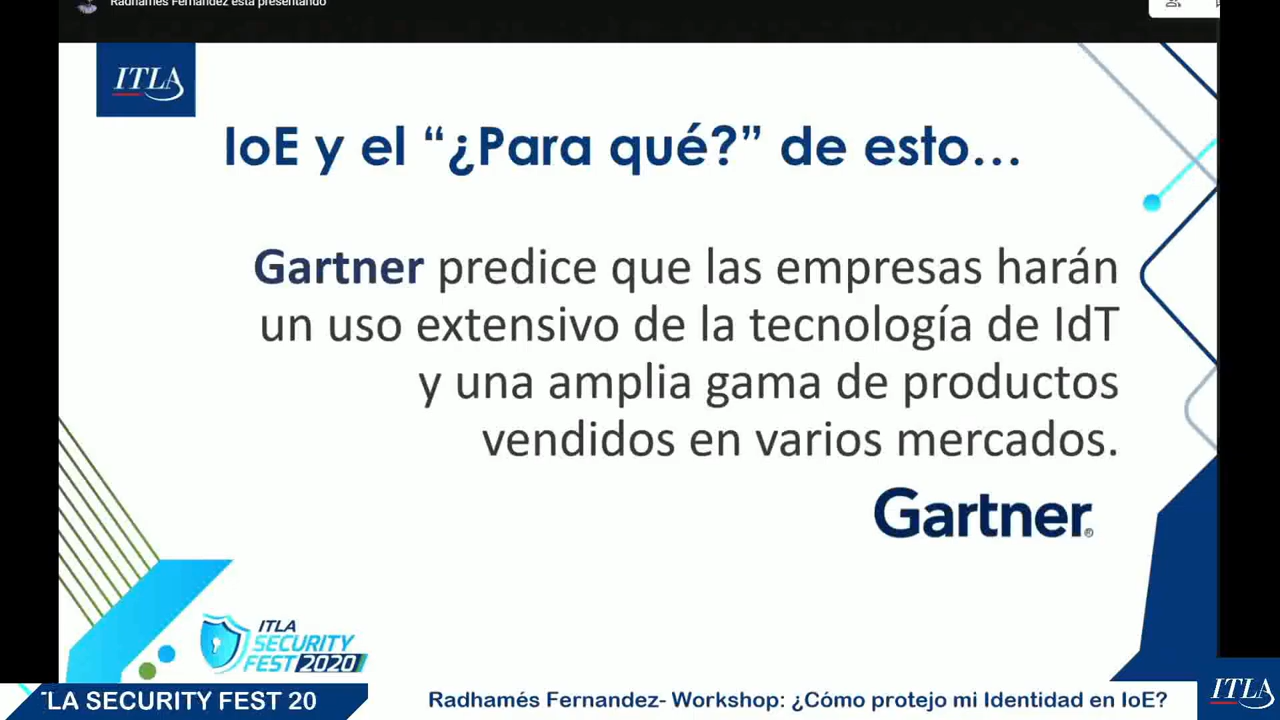 Radhamés Fernandez está presentando
ITLA
IoE y el “¿Para qué?” de esto...
Gartner predice que las empresas harán
un uso extensivo de la tecnología de IdT
y una amplia gama de productos
vendidos en varios mercados.
Gartner®
ITLA
SECURITY
FEST 2020
LA SECURITY FEST 20
Radhamés Fernandez- Workshop: ¿Cómo protejo mi Identidad en IoE?
ITLA